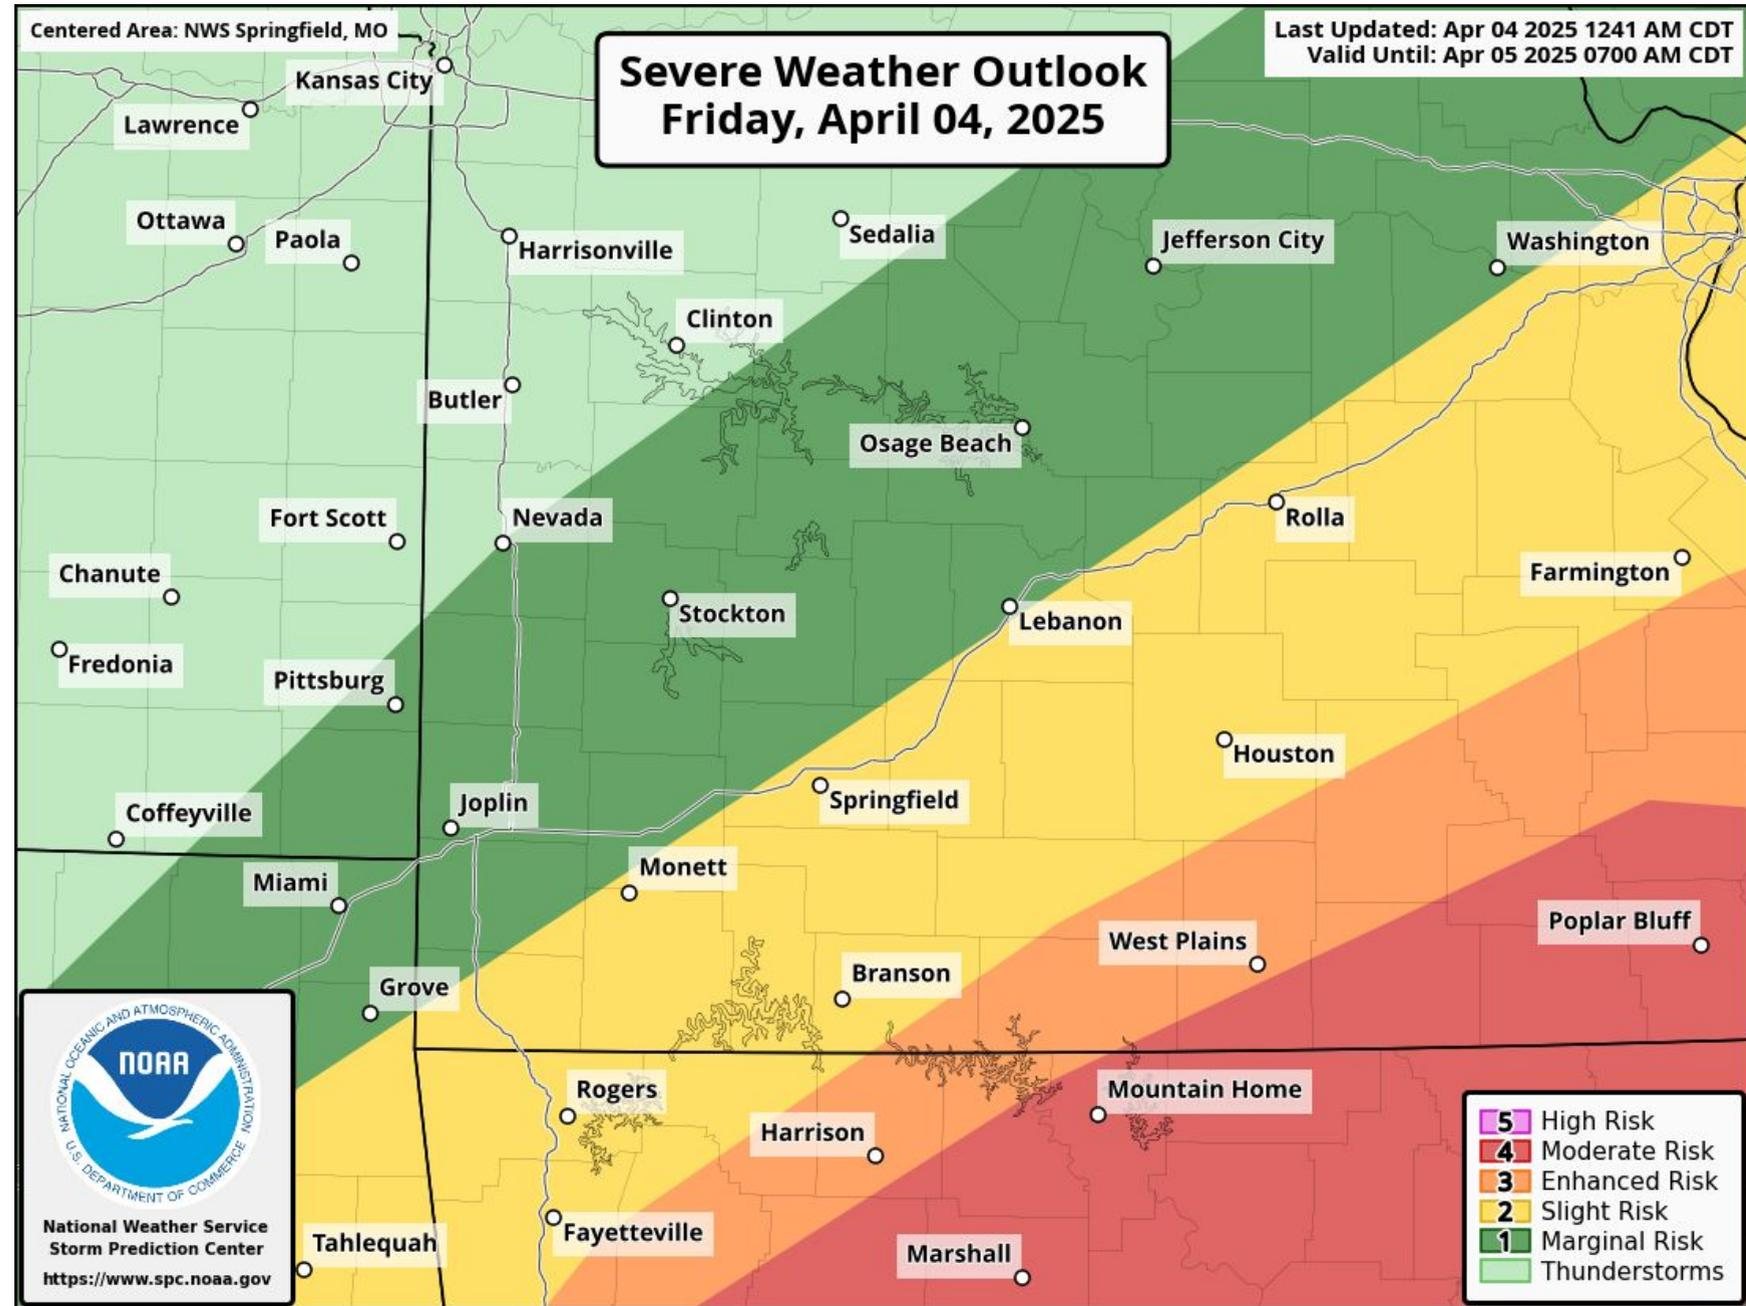 Centered Area: NWS Springfield, MO
Last Updated: Apr 04 2025 1241 AM CDT
Valid Until: Apr 05 2025 0700 AM CDT
Severe Weather Outlook
Friday, April 04, 2025
Kansas City
Lawrence
Ottawa
Paola
Harrisonville
Sedalia
Jefferson City
Washington
Clinton
Butler
Osage Beach
Fort Scott
Nevada
Rolla
Chanute
Farmington
Stockton
Lebanon
Fredonia
Pittsburg
Houston
Coffeyville
Joplin
Springfield
Miami
Monett
Poplar Bluff
West Plains
Grove
Branson
Rogers
Mountain Home
Harrison
Fayetteville
Tahlequah
Marshall
NATIONAL OCEANIC AND ATMOSPHERIC ADMINISTRATION
NOAA
U.S. DEPARTMENT OF COMMERCE
National Weather Service
Storm Prediction Center
https://www.spc.noaa.gov
5 High Risk
4 Moderate Risk
3 Enhanced Risk
2 Slight Risk
1 Marginal Risk
Thunderstorms